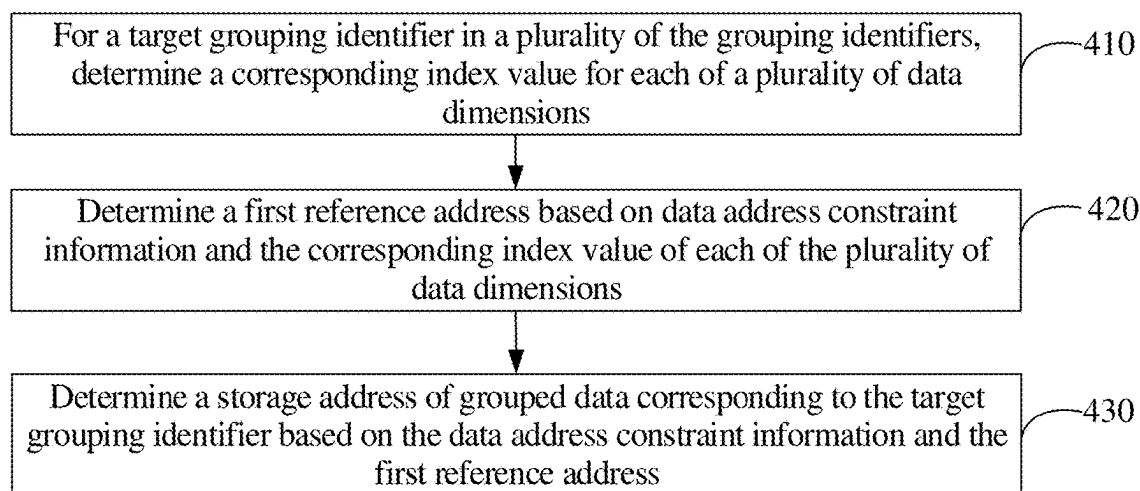 For a target grouping identifier in a plurality of the grouping identifiers,
determine a corresponding index value for each of a plurality of data
dimensions
410
Determine a first reference address based on data address constraint
information and the corresponding index value of each of the plurality of
data dimensions
420
Determine a storage address of grouped data corresponding to the target
grouping identifier based on the data address constraint information and the
first reference address
430